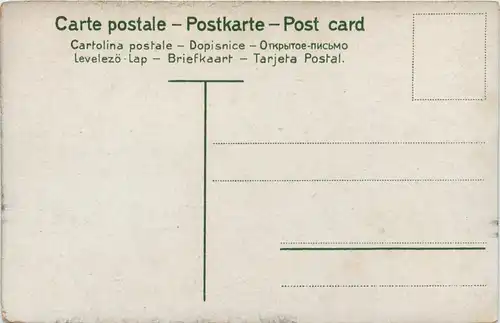 Carte postale – Postkarte – Post card
Cartolina postale – Dopisnice – Открытое-письмо
Levelező-Lap – Briefkaart – Tarjeta Postal.